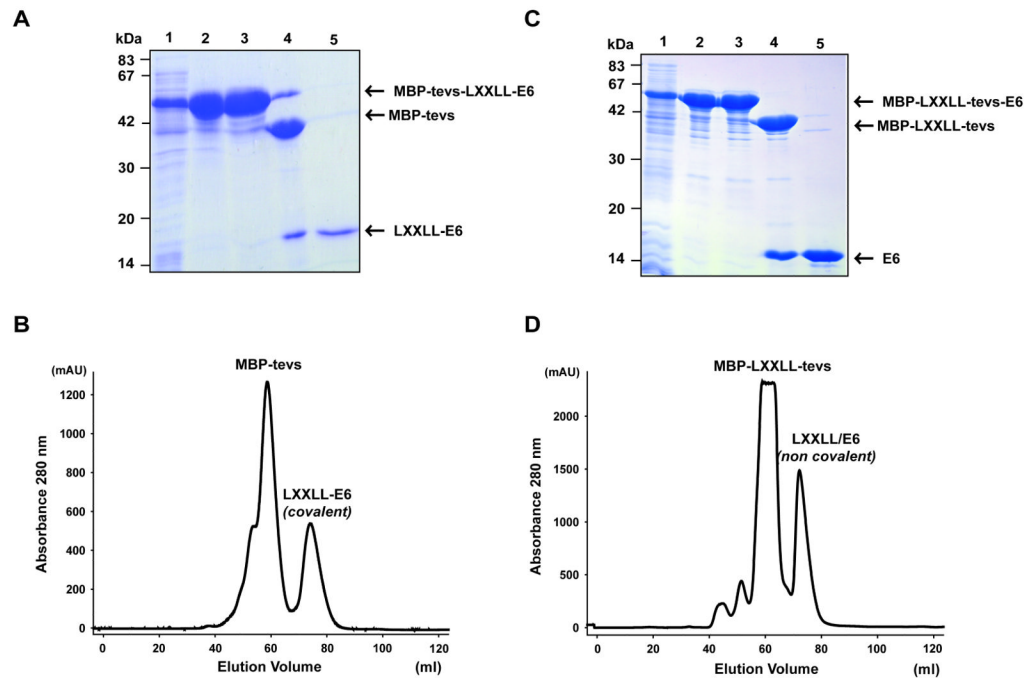 A
kDa 1 2 3 4 5
83
67
42
30
20
14
MBP-tevs-LXXLL-E6
MBP-tevs
LXXLL-E6
C
kDa 1 2 3 4 5
83
67
42
30
20
14
MBP-LXXLL-tevs-E6
MBP-LXXLL-tevs
E6
B
(mAU)
MBP-tevs
LXXLL-E6
(covalent)
1200
1000
800
600
400
200
0
Absorbance 280 nm
0 20 40 60 80 100 120
Elution Volume (ml)
D
(mAU)
MBP-LXXLL-tevs
LXXLL/E6
(non covalent)
2000
1500
1000
500
0
Absorbance 280 nm
0 20 40 60 80 100 120
Elution Volume (ml)